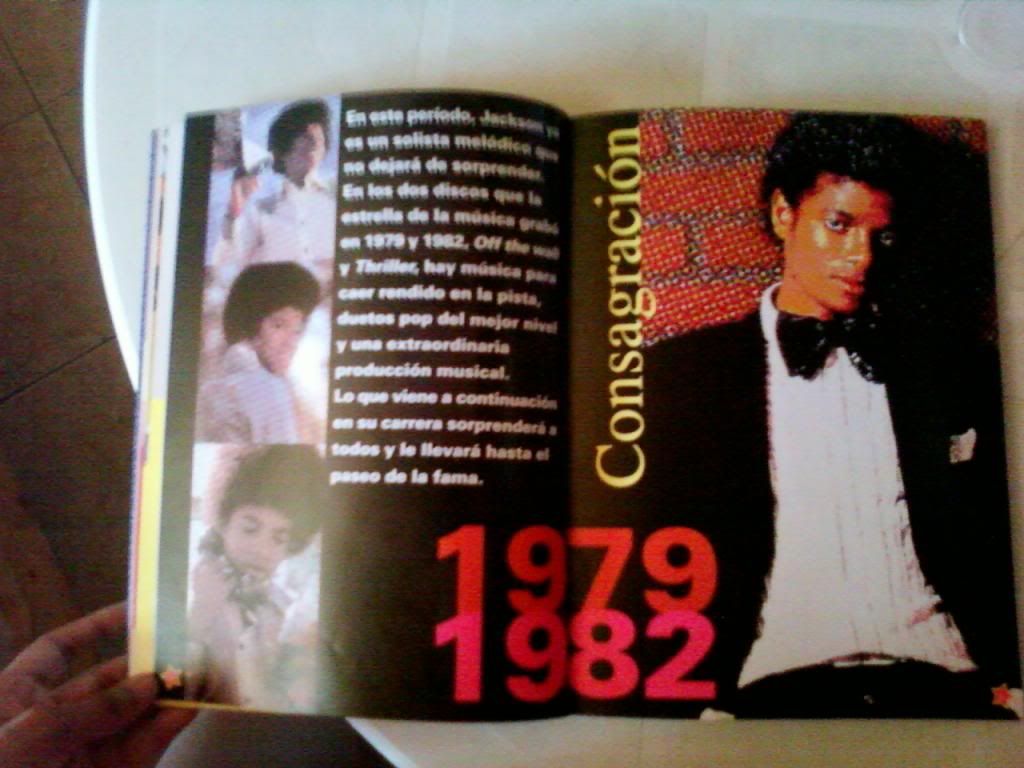 En este período, Jackson ya
es un solista melódico que
no dejará de sorprender.
En los dos discos que la
estrella de la música grabó
en 1979 y 1982, Off the wall
y Thriller, hay música para
caer rendido en la pista,
duetos pop del mejor nivel
y una extraordinaria
producción musical.
Lo que viene a continuación
en su carrera sorprenderá a
todos y le llevará hasta el
paseo de la fama.
Consagración
1979
1982